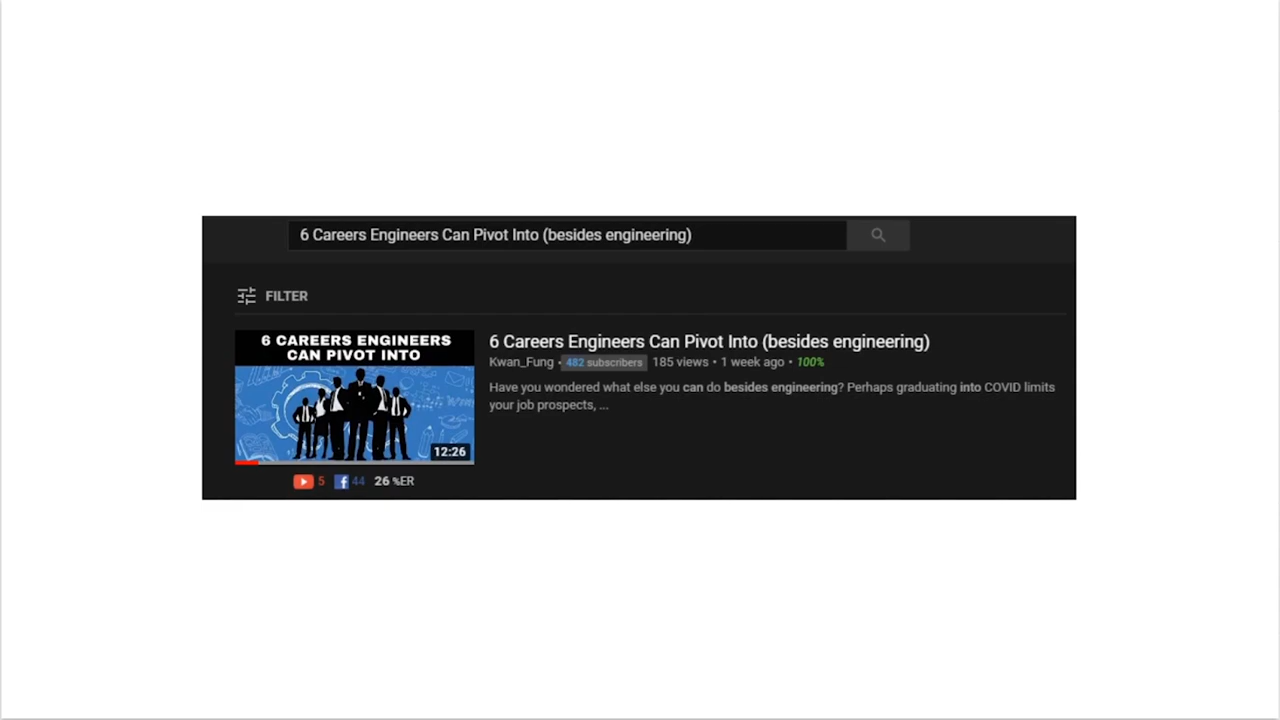 6 Careers Engineers Can Pivot Into (besides engineering)
FILTER
6 CAREERS ENGINEERS
CAN PIVOT INTO
12:26
6 Careers Engineers Can Pivot Into (besides engineering)
Kwan_Fung • 482 subscribers 185 views • 1 week ago • 100%
Have you wondered what else you can do besides engineering? Perhaps graduating into COVID limits
your job prospects, ...
5 f 44 26 %ER